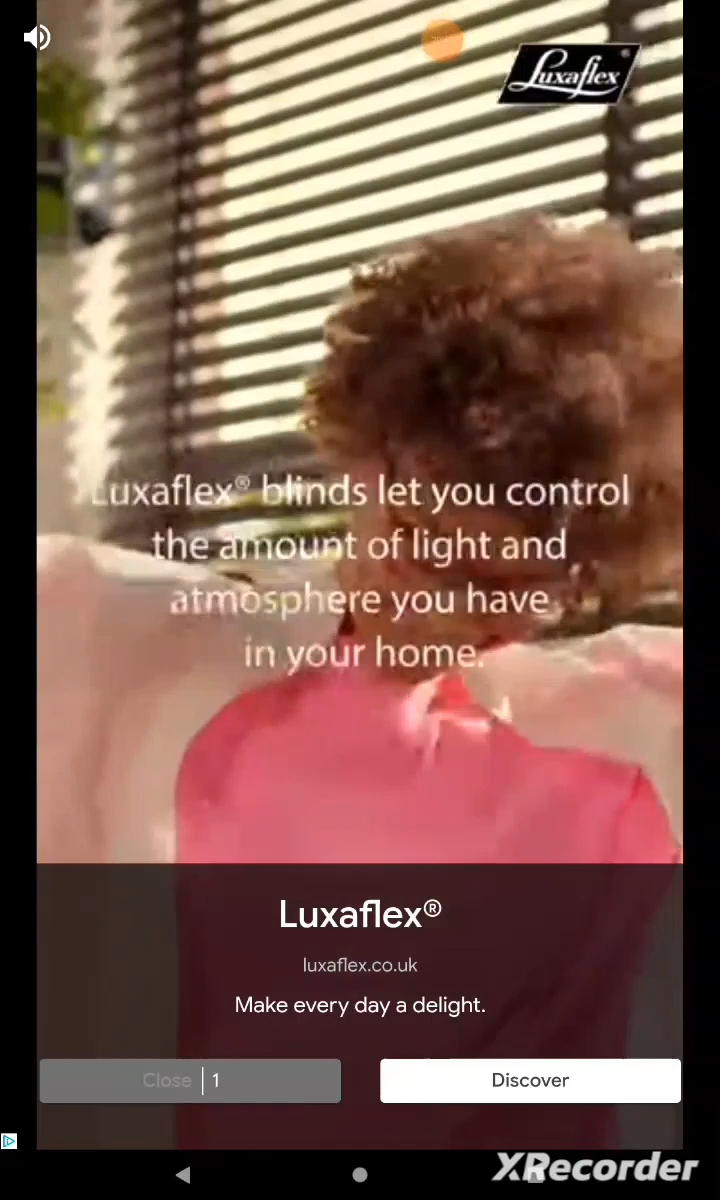 Luxaflex®
Luxaflex® blinds let you control
the amount of light and
atmosphere you have
in your home.
Luxaflex®
luxaflex.co.uk
Make every day a delight.
Close | 1
Discover
XRecorder